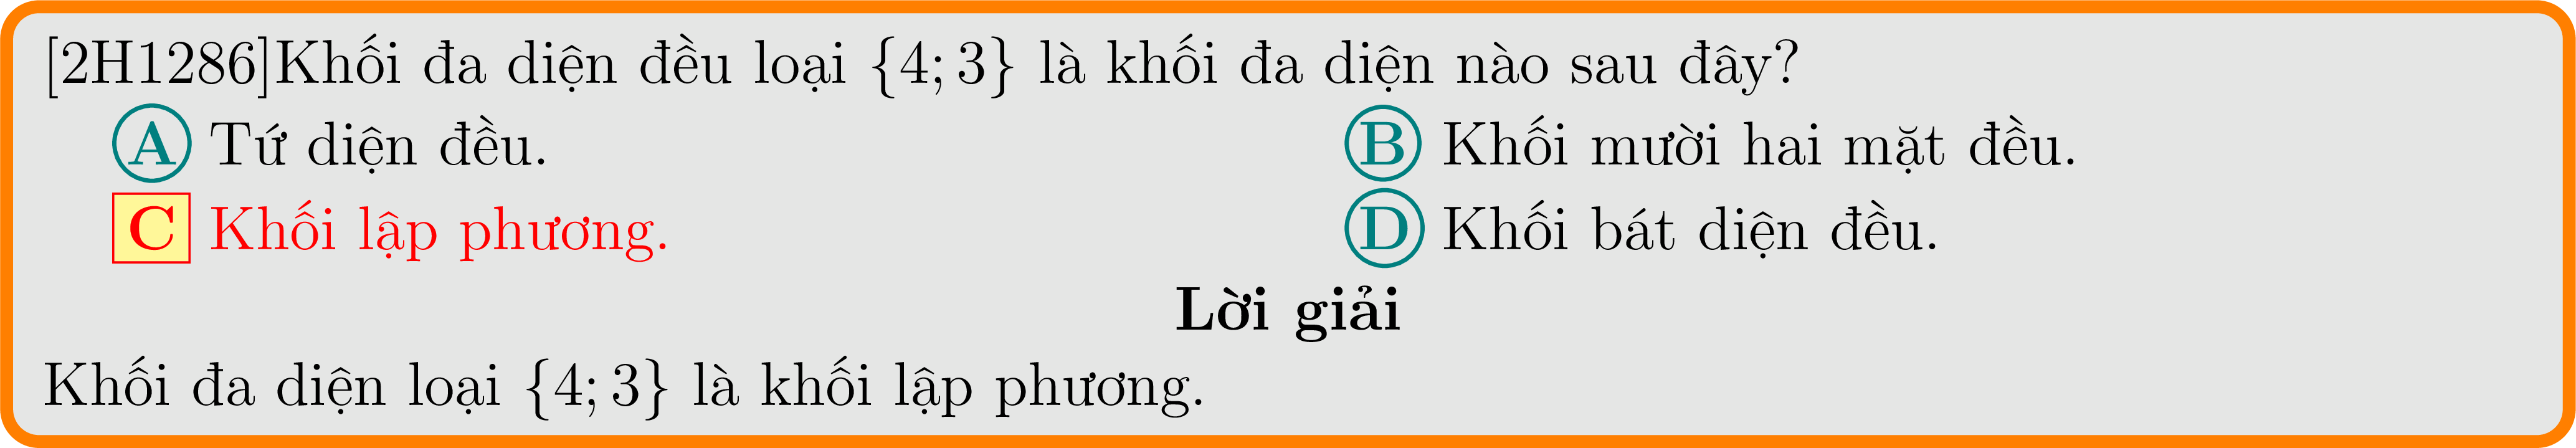 [2H1286]Khối đa diện đều loại {4; 3} là khối đa diện nào sau đây?
A Tứ diện đều. B Khối mười hai mặt đều.
C Khối lập phương. D Khối bát diện đều.
Lời giải
Khối đa diện loại {4; 3} là khối lập phương.